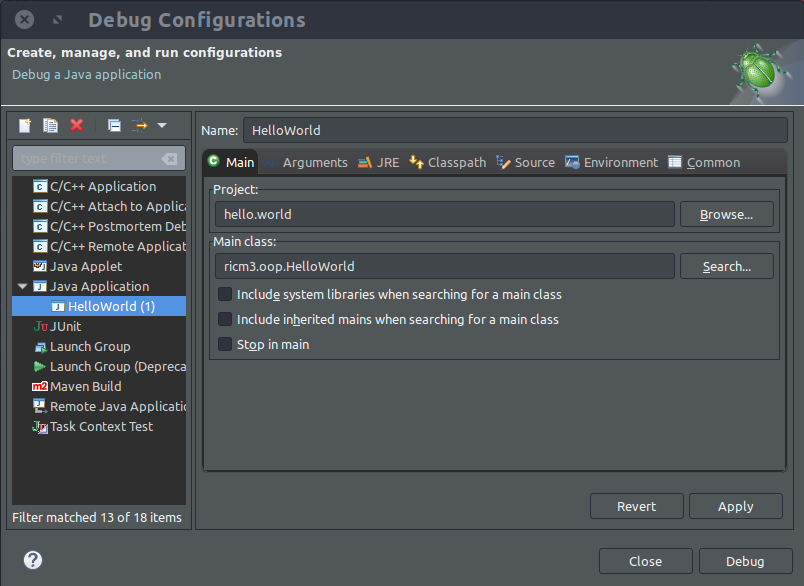 Debug Configurations
Create, manage, and run configurations
Debug a Java application
type filter text
C/C++ Application
C/C++ Attach to Applica
C/C++ Postmortem Deb
C/C++ Remote Applicat
Java Applet
Java Application
HelloWorld (1)
JUnit
Launch Group
Launch Group (Depreca
Maven Build
Remote Java Applicatio
Task Context Test
Filter matched 13 of 18 items
Name: HelloWorld
Main Arguments JRE Classpath Source Environment Common
Project:
hello.world Browse...
Main class:
ricm3.oop.HelloWorld Search...
Include system libraries when searching for a main class
Include inherited mains when searching for a main class
Stop in main
Revert Apply
Close Debug